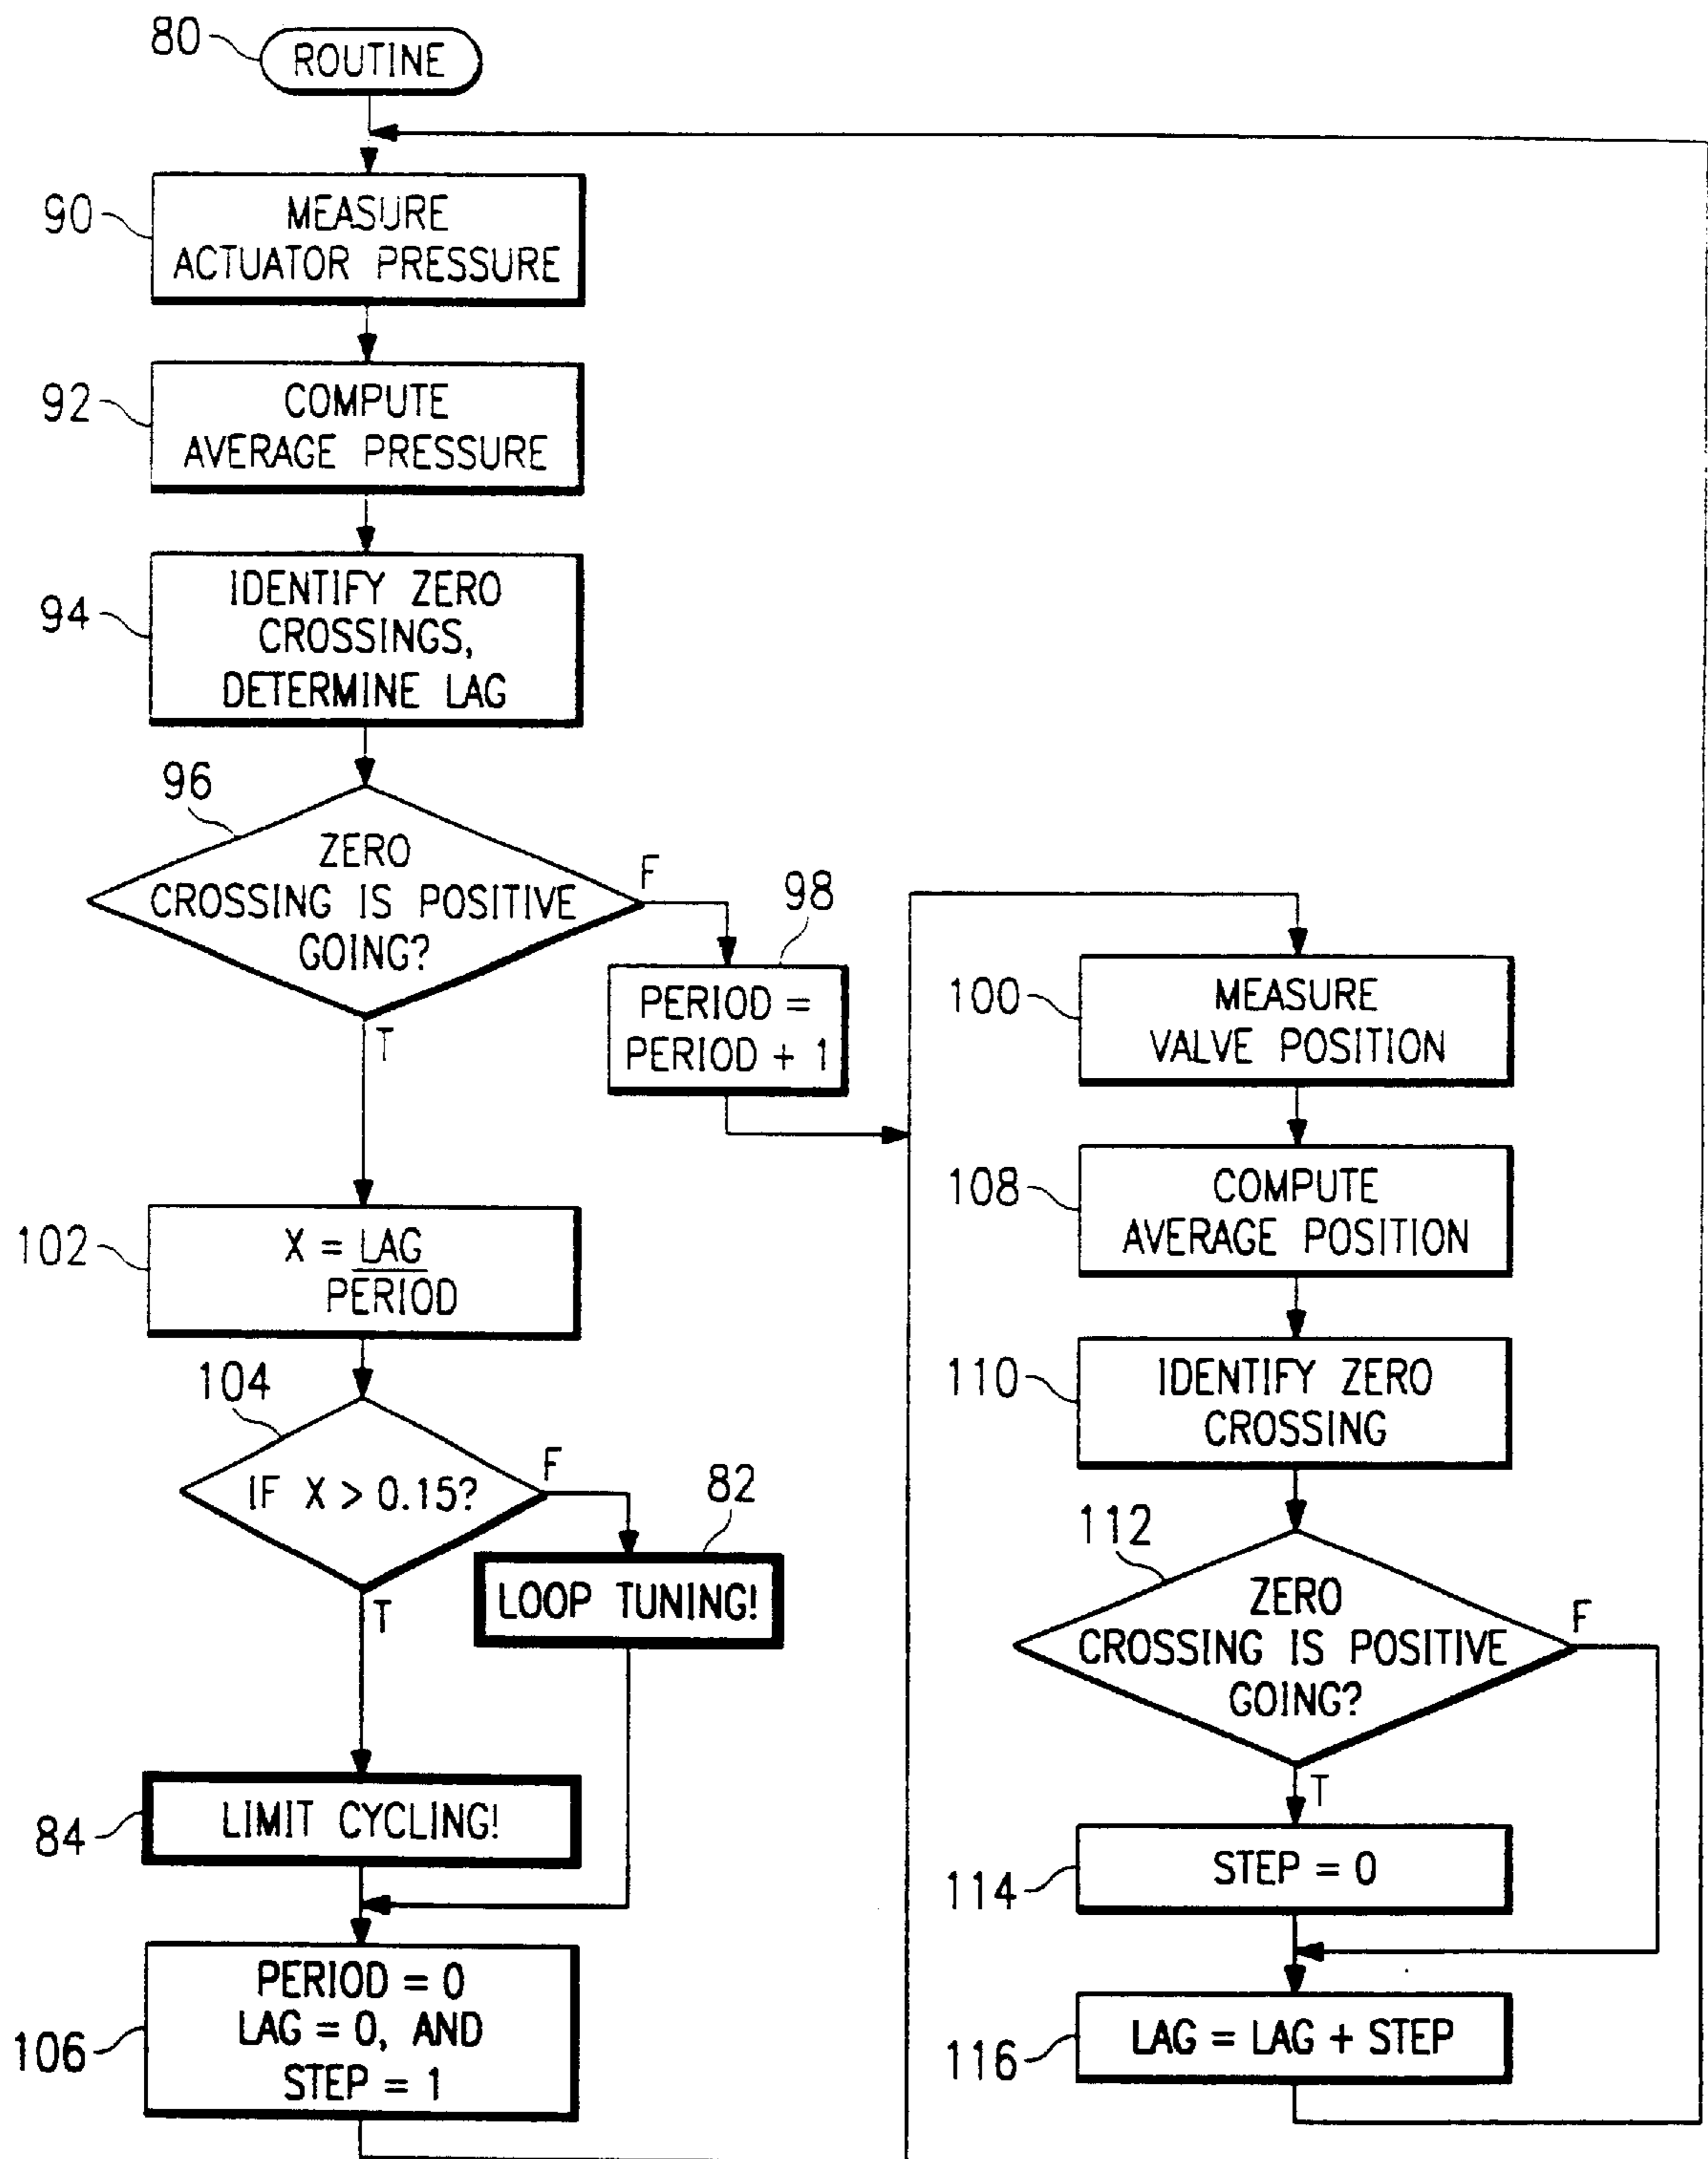 80
ROUTINE
90
MEASURE
ACTUATOR PRESSURE
92
COMPUTE
AVERAGE PRESSURE
94
IDENTIFY ZERO
CROSSINGS,
DETERMINE LAG
96
ZERO
CROSSING IS POSITIVE
GOING?
F
T
98
PERIOD =
PERIOD + 1
102
X = LAG
PERIOD
104
IF X > 0.15?
F
T
82
LOOP TUNING!
84
LIMIT CYCLING!
106
PERIOD = 0
LAG = 0, AND
STEP = 1
100
MEASURE
VALVE POSITION
108
COMPUTE
AVERAGE POSITION
110
IDENTIFY ZERO
CROSSING
112
ZERO
CROSSING IS POSITIVE
GOING?
F
T
114
STEP = 0
116
LAG = LAG + STEP